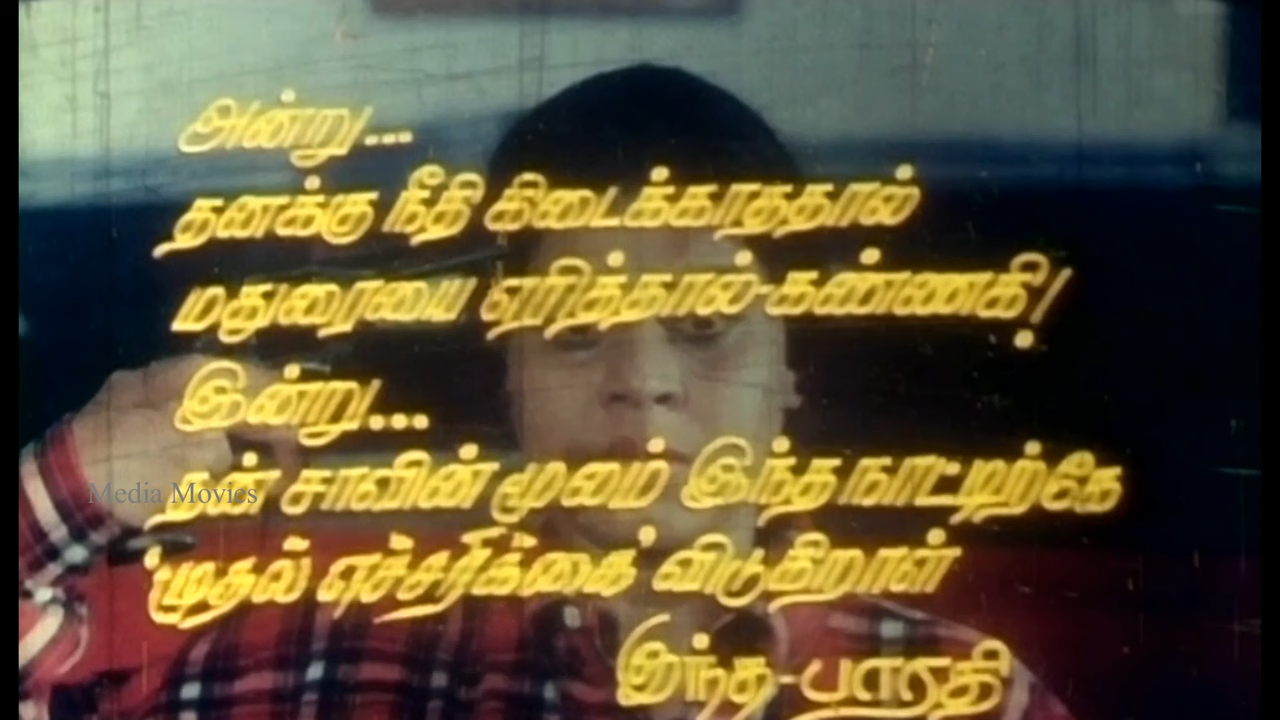 அன்று...
தனக்கு நீதி கிடைக்காததால்
மதுரையை எரித்தால்-கண்ணகி!
இன்று...
தன் சாவின் மூலம் இந்த நாட்டிற்கே
'முதல் எச்சரிக்கை' விடுகிறாள்
இந்த-பாரதி
Media Movies